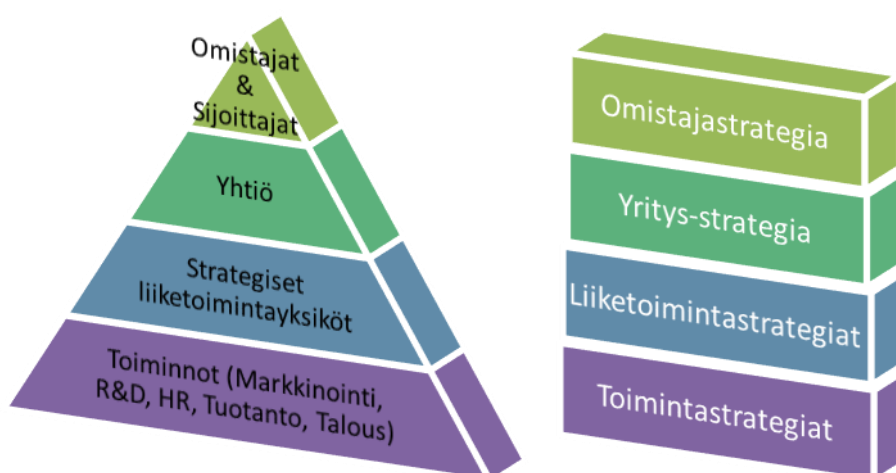 Omistajat
&
Sijoittajat
Yhtiö
Strategiset
liiketoimintayksiköt
Toiminnot (Markkinointi,
R&D, HR, Tuotanto, Talous)
Omistajastrategia
Yritys-strategia
Liiketoimintastrategiat
Toimintastrategiat